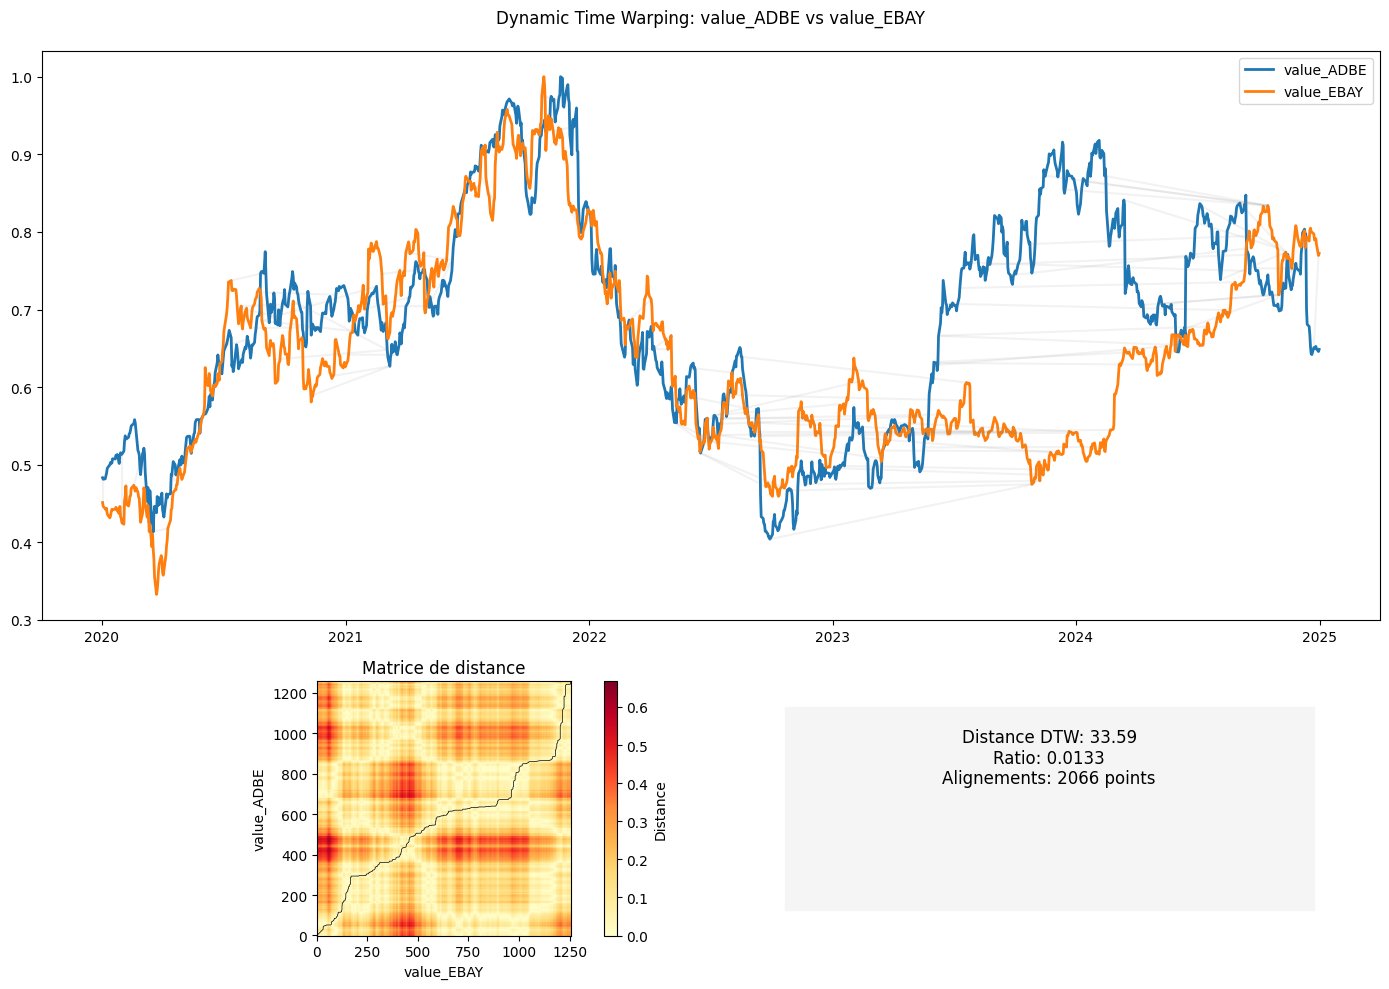 Dynamic Time Warping: value_ADBE vs value_EBAY
1.0
0.9
0.8
0.7
0.6
0.5
0.4
0.3
value_ADBE
value_EBAY
2020 2021 2022 2023 2024 2025
Matrice de distance
value_ADBE
1200
1000
800
600
400
200
0
0 250 500 750 1000 1250
value_EBAY
0.6
0.5
0.4
0.3
0.2
0.1
0.0
Distance
Distance DTW: 33.59
Ratio: 0.0133
Alignements: 2066 points